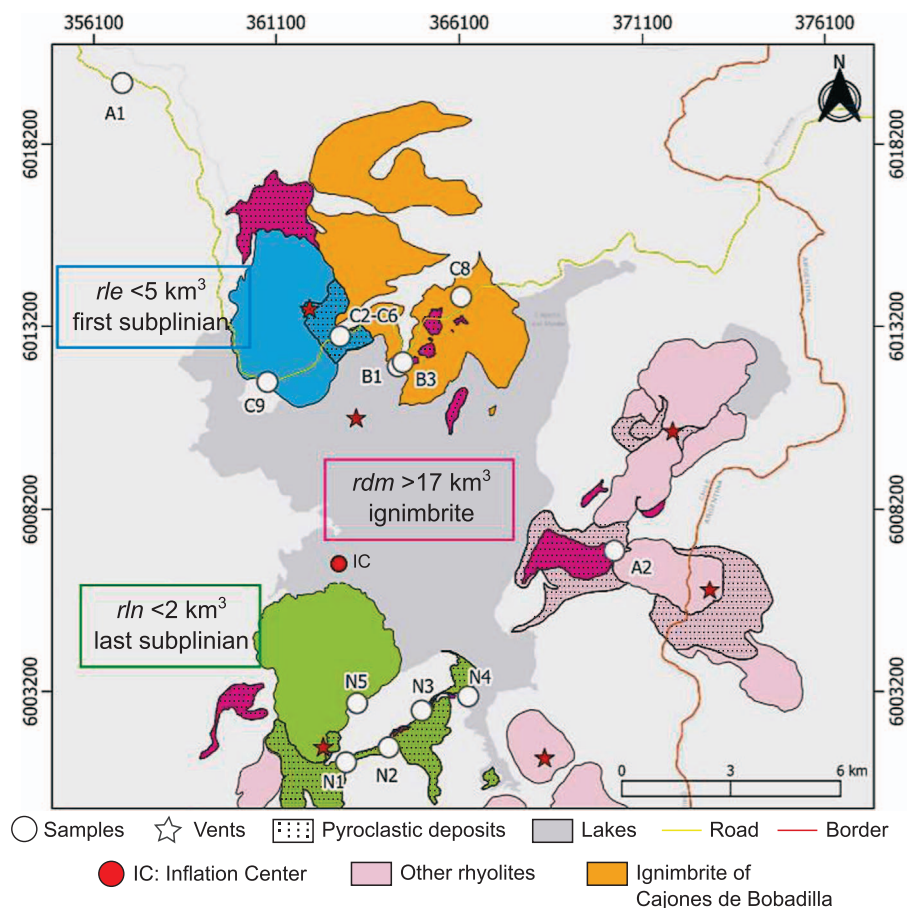 356100 361100 366100 371100 376100
N
A1
6018200 6018200
C8
rle <5 km³
first subplinian
C2-C6
6013200 6013200
B1 B3
C9
ARGENTINA
rdm >17 km³
ignimbrite
6008200 6008200
CHILE
ARGENTINA
IC
A2
rln <2 km³
last subplinian
N5 N3 N4
6003200 6003200
N1 N2
0 3 6 km
Samples Vents Pyroclastic deposits Lakes Road Border
IC: Inflation Center Other rhyolites Ignimbrite of
Cajones de Bobadilla